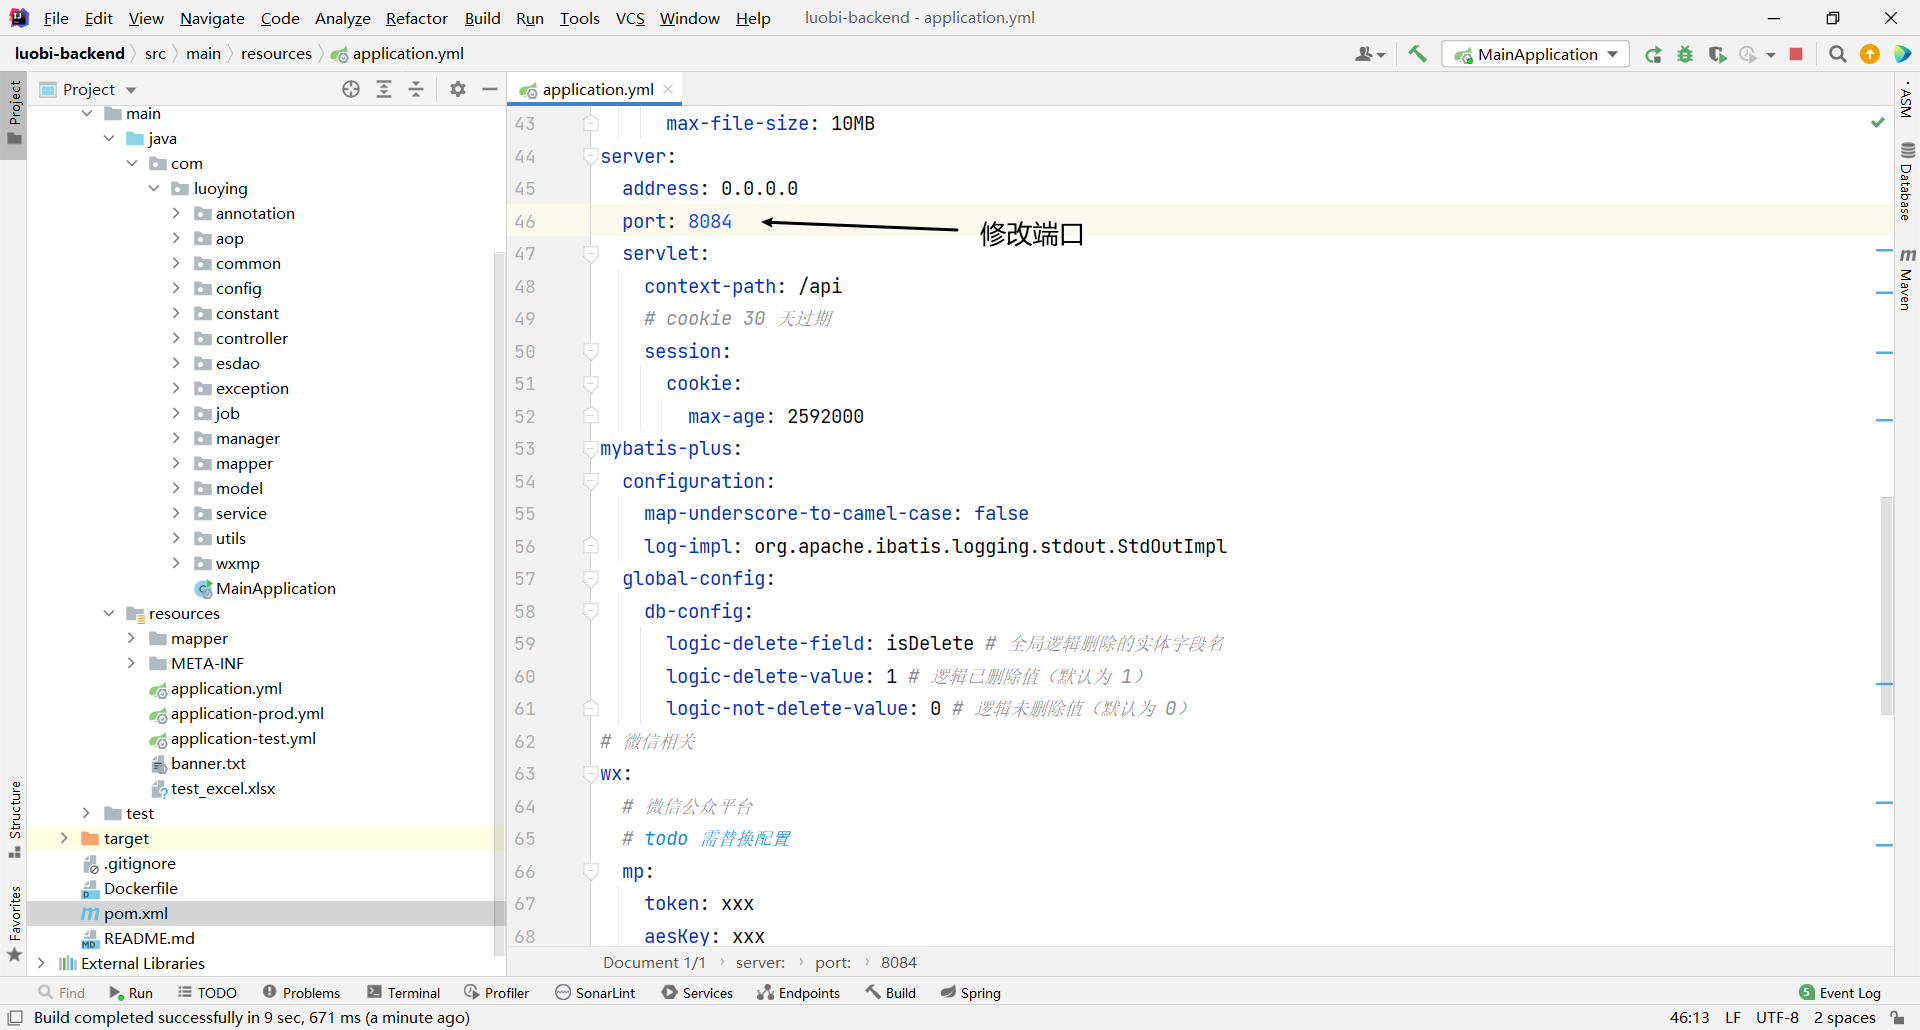 File Edit View Navigate Code Analyze Refactor Build Run Tools VCS Window Help luobi-backend - application.yml
luobi-backend src main resources application.yml MainApplication
Project application.yml
Project
Structure
Favorites
main
java
com
luoying
annotation
aop
common
config
constant
controller
esdao
exception
job
manager
mapper
model
service
utils
wxmp
MainApplication
resources
mapper
META-INF
application.yml
application-prod.yml
application-test.yml
banner.txt
test_excel.xlsx
test
target
.gitignore
Dockerfile
pom.xml
README.md
External Libraries
43 max-file-size: 10MB
44 server:
45 address: 0.0.0.0
46 port: 8084
修改端口
47 servlet:
48 context-path: /api
49 # cookie 30 天过期
50 session:
51 cookie:
52 max-age: 2592000
53 mybatis-plus:
54 configuration:
55 map-underscore-to-camel-case: false
56 log-impl: org.apache.ibatis.logging.stdout.StdOutImpl
57 global-config:
58 db-config:
59 logic-delete-field: isDelete # 全局逻辑删除的实体字段名
60 logic-delete-value: 1 # 逻辑已删除值（默认为 1）
61 logic-not-delete-value: 0 # 逻辑未删除值（默认为 0）
62 # 微信相关
63 wx:
64 # 微信公众平台
65 # todo 需替换配置
66 mp:
67 token: xxx
68 aesKey: xxx
ASM
Database
Maven
Document 1/1 server: port: 8084
Find Run TODO Problems Terminal Profiler SonarLint Services Endpoints Build Spring 5 Event Log
Build completed successfully in 9 sec, 671 ms (a minute ago) 46:13 LF UTF-8 2 spaces